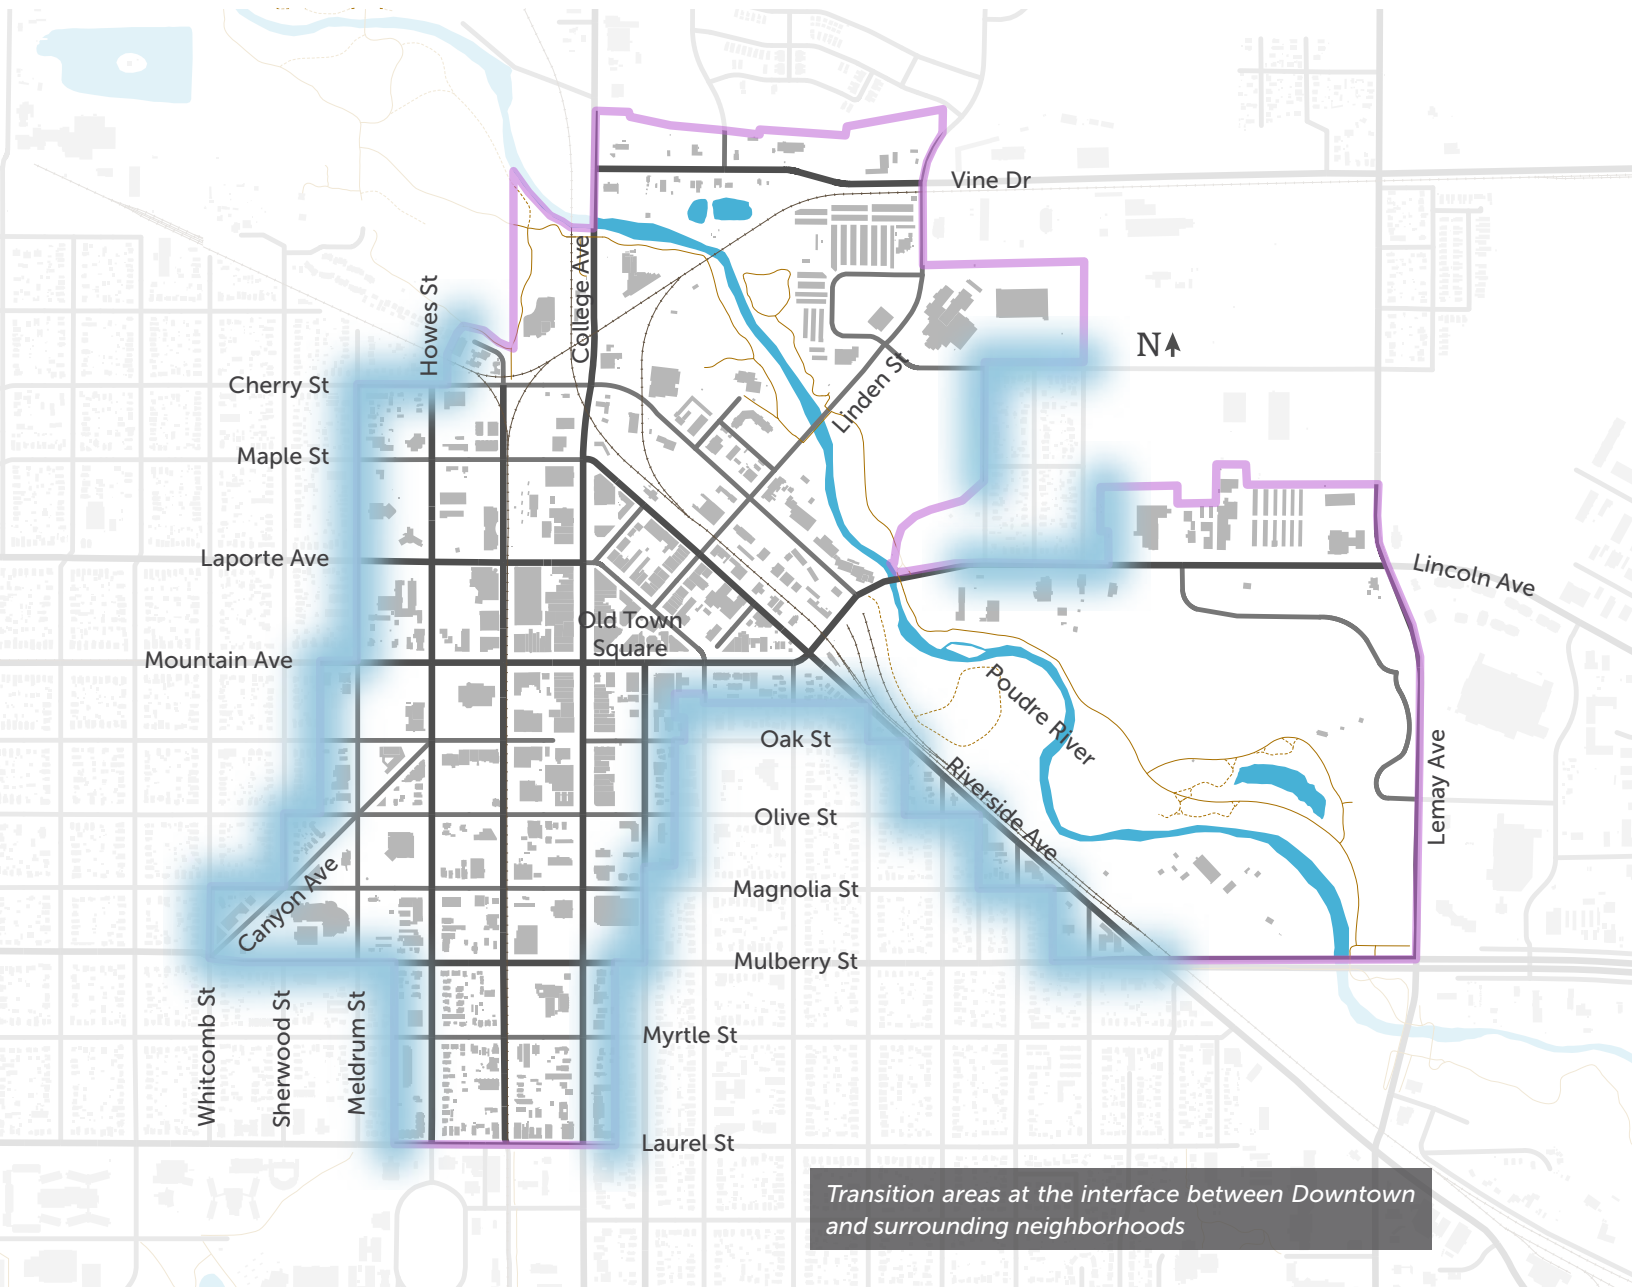 Vine Dr
College Ave
Howes St
N
Linden St
Cherry St
Maple St
Laporte Ave
Lincoln Ave
Old Town
Square
Mountain Ave
Poudre River
Oak St
Riverside Ave
Lemay Ave
Olive St
Canyon Ave
Magnolia St
Mulberry St
Whitcomb St
Sherwood St
Meldrum St
Myrtle St
Laurel St
Transition areas at the interface between Downtown
and surrounding neighborhoods